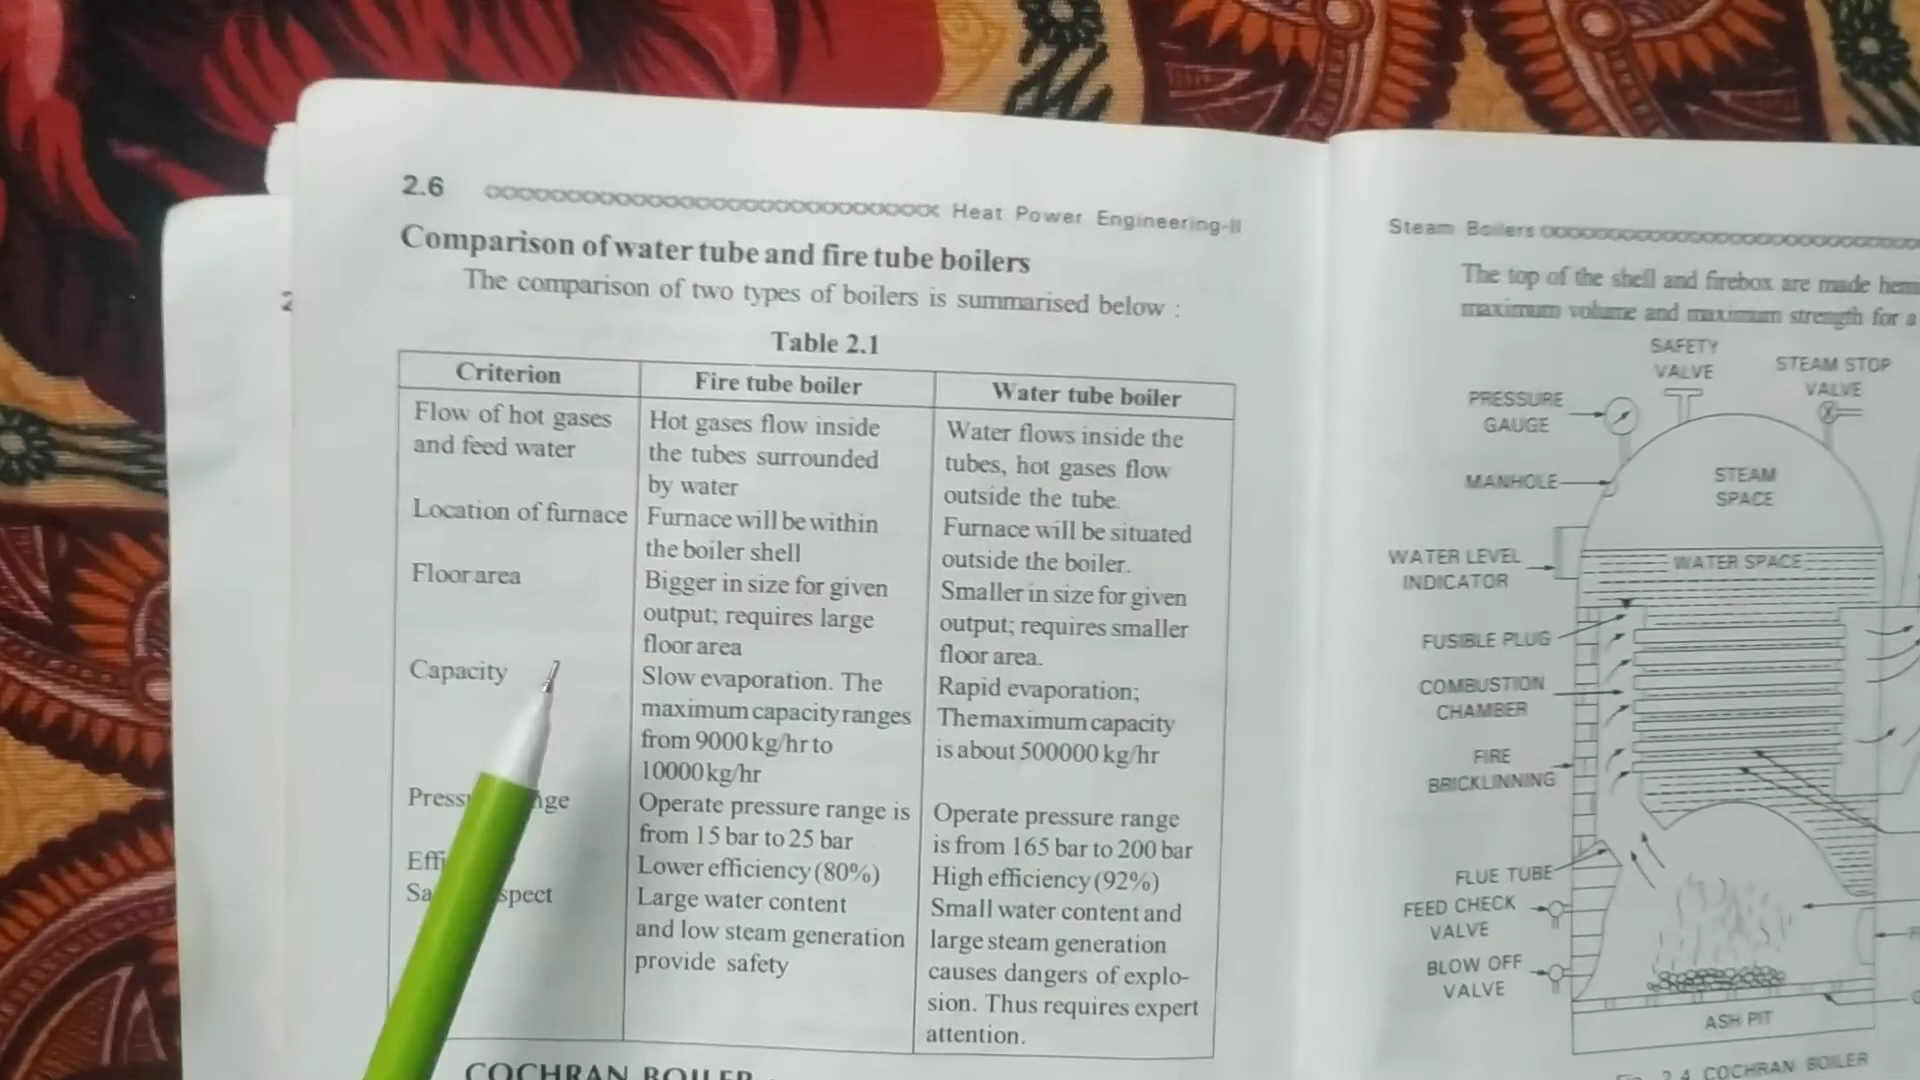 2.6
Heat Power Engineering-II
Comparison of water tube and fire tube boilers
The comparison of two types of boilers is summarised below :
Table 2.1
Criterion
Fire tube boiler
Water tube boiler
Flow of hot gases
and feed water
Hot gases flow inside
the tubes surrounded
by water
Water flows inside the
tubes, hot gases flow
outside the tube.
Location of furnace
Furnace will be within
the boiler shell
Furnace will be situated
outside the boiler.
Floor area
Bigger in size for given
output; requires large
floor area
Smaller in size for given
output; requires smaller
floor area.
Capacity
Slow evaporation. The
maximum capacity ranges
from 9000 kg/hr to
10000 kg/hr
Rapid evaporation;
The maximum capacity
is about 500000 kg/hr
Operate pressure range is
from 15 bar to 25 bar
Operate pressure range
is from 165 bar to 200 bar
Lower efficiency (80%)
High efficiency (92%)
Large water content
and low steam generation
provide safety
Small water content and
large steam generation
causes dangers of explo-
sion. Thus requires expert
attention.
COCHRAN BOILER
Steam Boilers
The top of the shell and firebox are made
maximum volume and maximum strength for a
SAFETY
VALVE
STEAM STOP
VALVE
PRESSURE
GAUGE
MANHOLE
STEAM
SPACE
WATER LEVEL
INDICATOR
WATER SPACE
FUSIBLE PLUG
COMBUSTION
CHAMBER
FIRE
BRICKLINNING
FLUE TUBE
FEED CHECK
VALVE
BLOW OFF
VALVE
ASH PIT
2.4 COCHRAN BOILER